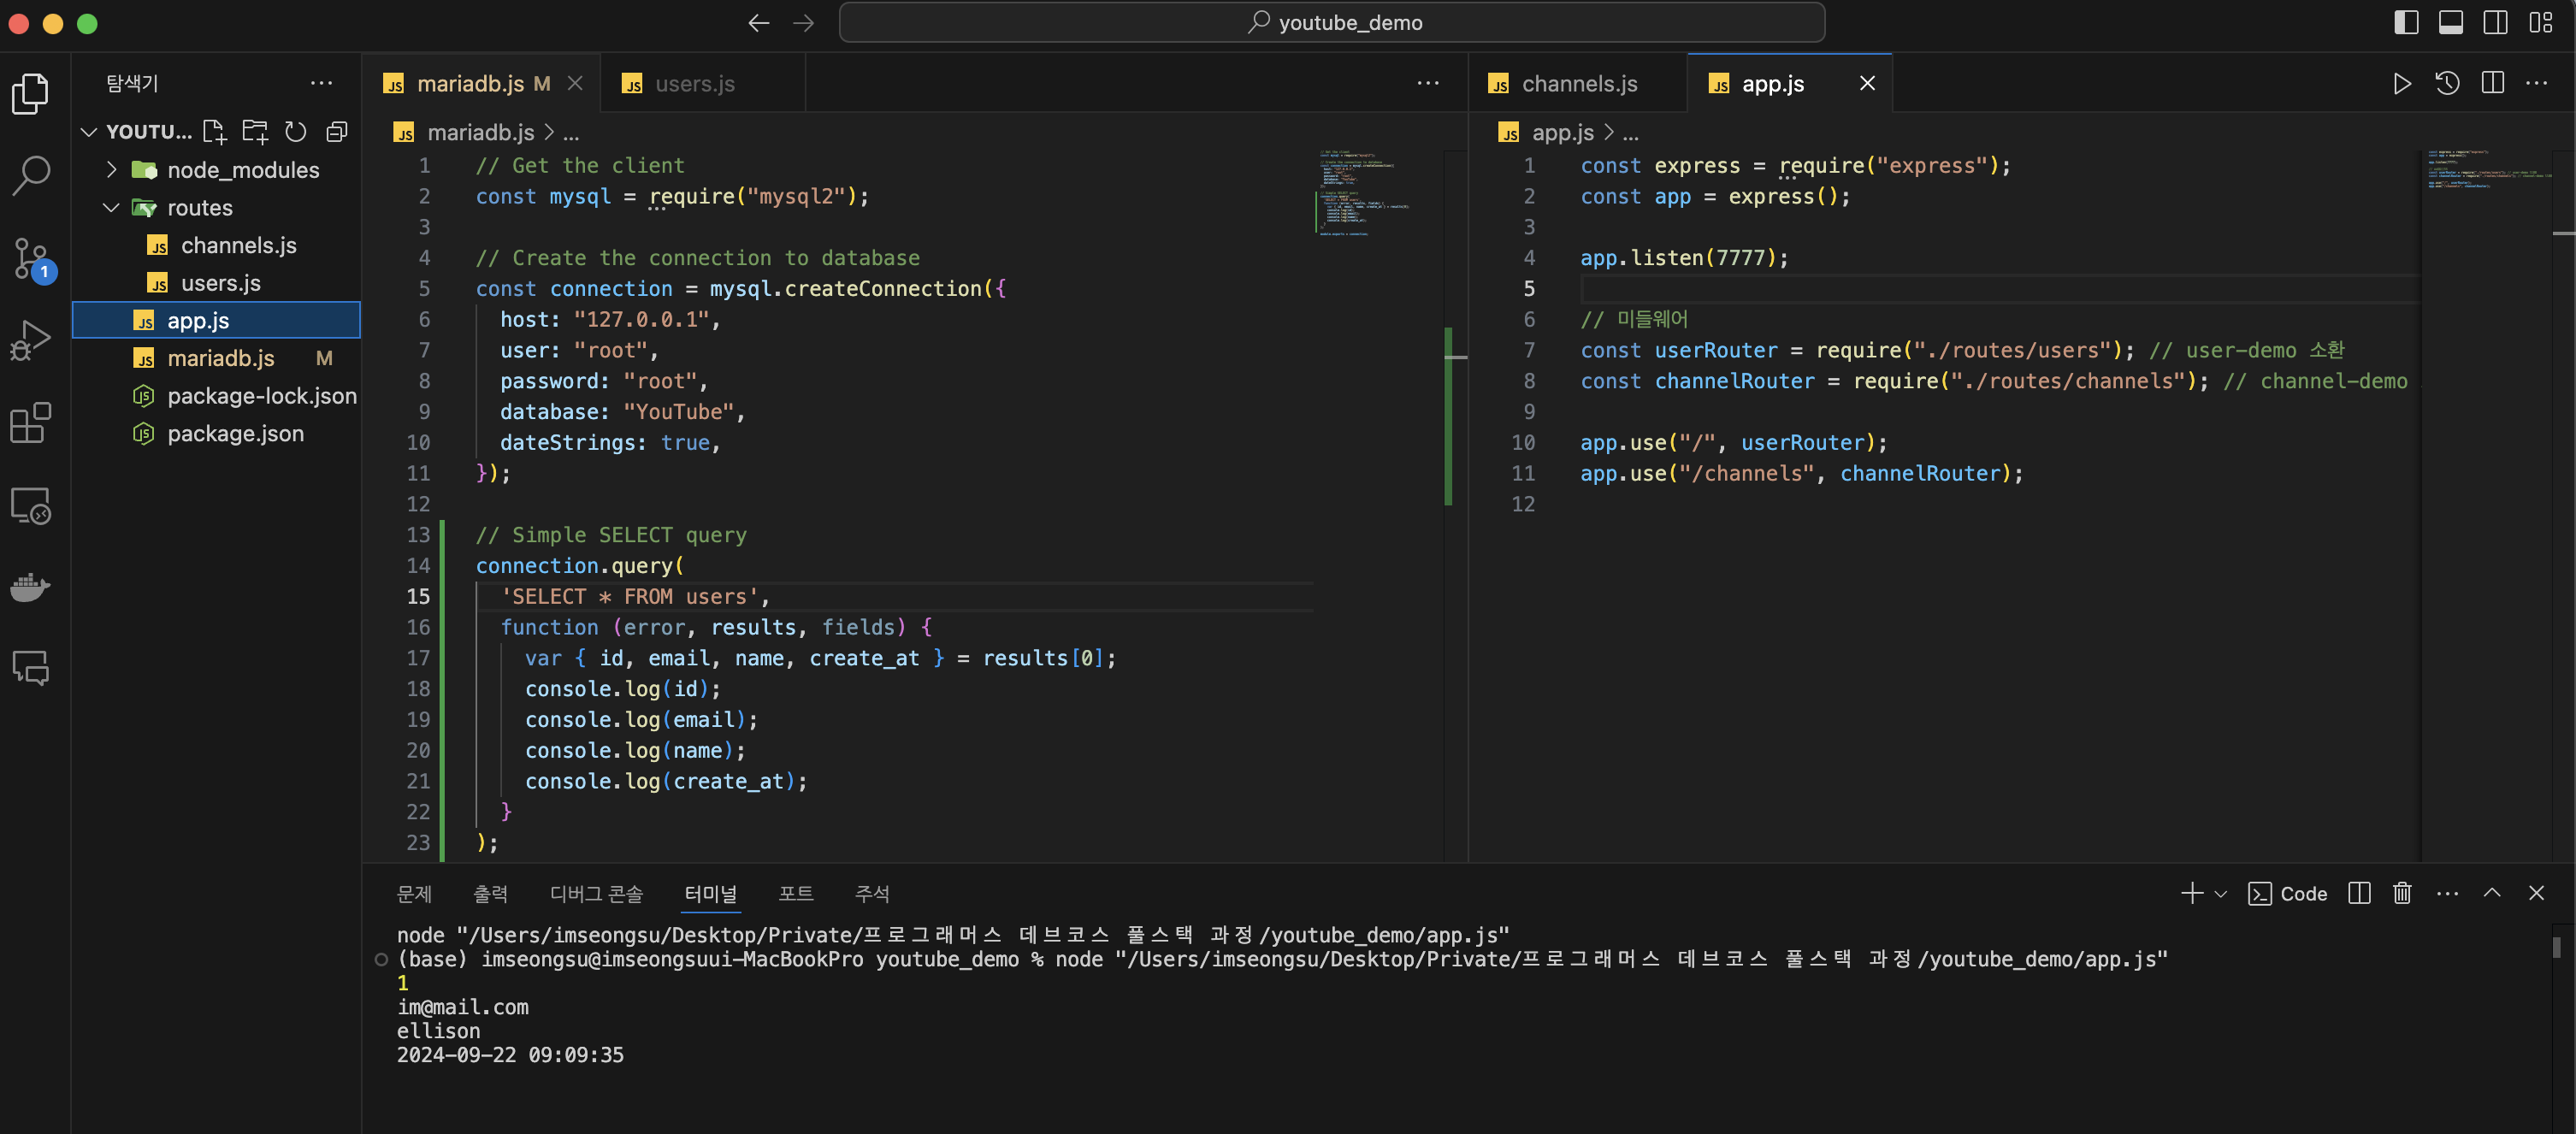 youtube_demo
탐색기
YOUTU...
node_modules
routes
channels.js
users.js
app.js
mariadb.js M
package-lock.json
package.json
1
mariadb.js M
users.js
mariadb.js > ...
1 // Get the client
2 const mysql = require("mysql2");
3
4 // Create the connection to database
5 const connection = mysql.createConnection({
6 host: "127.0.0.1",
7 user: "root",
8 password: "root",
9 database: "YouTube",
10 dateStrings: true,
11 });
12
13 // Simple SELECT query
14 connection.query(
15 'SELECT * FROM users',
16 function (error, results, fields) {
17 var { id, email, name, create_at } = results[0];
18 console.log(id);
19 console.log(email);
20 console.log(name);
21 console.log(create_at);
22 }
23 );
channels.js
app.js
app.js > ...
1 const express = require("express");
2 const app = express();
3
4 app.listen(7777);
5
6 // 미들웨어
7 const userRouter = require("./routes/users"); // user-demo 소환
8 const channelRouter = require("./routes/channels"); // channel-demo
9
10 app.use("/", userRouter);
11 app.use("/channels", channelRouter);
12
문제 출력 디버그 콘솔 터미널 포트 주석
Code
node "/Users/imseongsu/Desktop/Private/프로그래머스 데브코스 풀스택 과정/youtube_demo/app.js"
(base) imseongsu@imseongsuui-MacBookPro youtube_demo % node "/Users/imseongsu/Desktop/Private/프로그래머스 데브코스 풀스택 과정/youtube_demo/app.js"
1
im@mail.com
ellison
2024-09-22 09:09:35